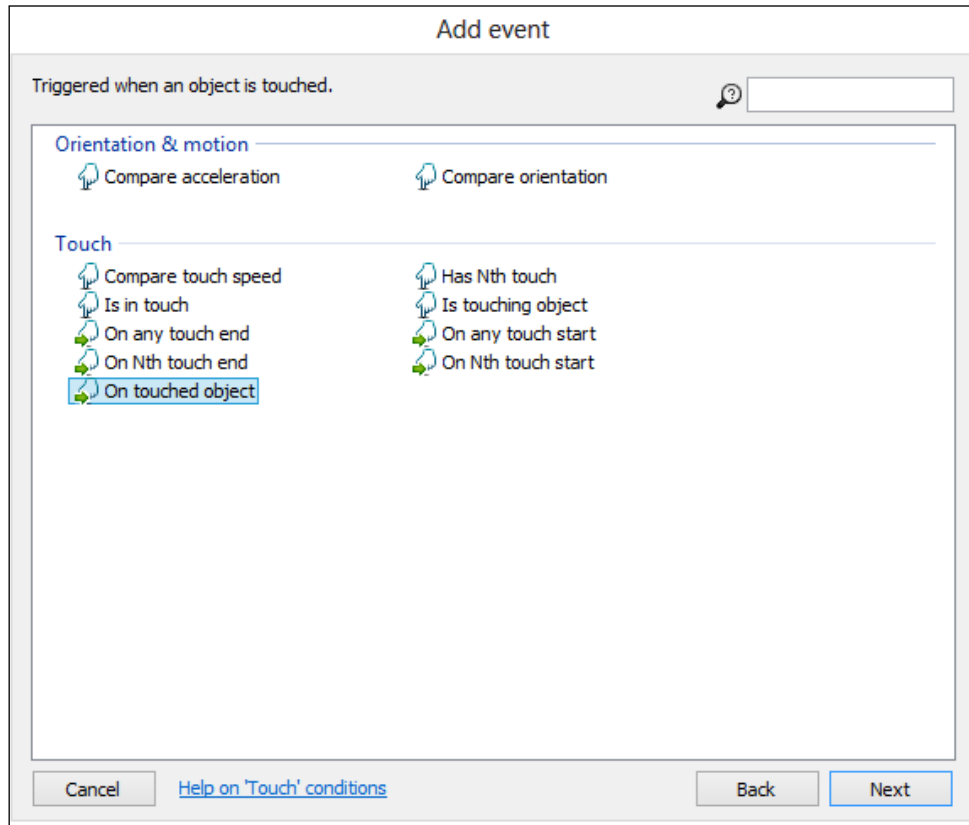 Add event
Triggered when an object is touched.
Orientation & motion
Compare acceleration Compare orientation
Touch
Compare touch speed Has Nth touch
Is in touch Is touching object
On any touch end On any touch start
On Nth touch end On Nth touch start
On touched object
Cancel Help on 'Touch' conditions Back Next